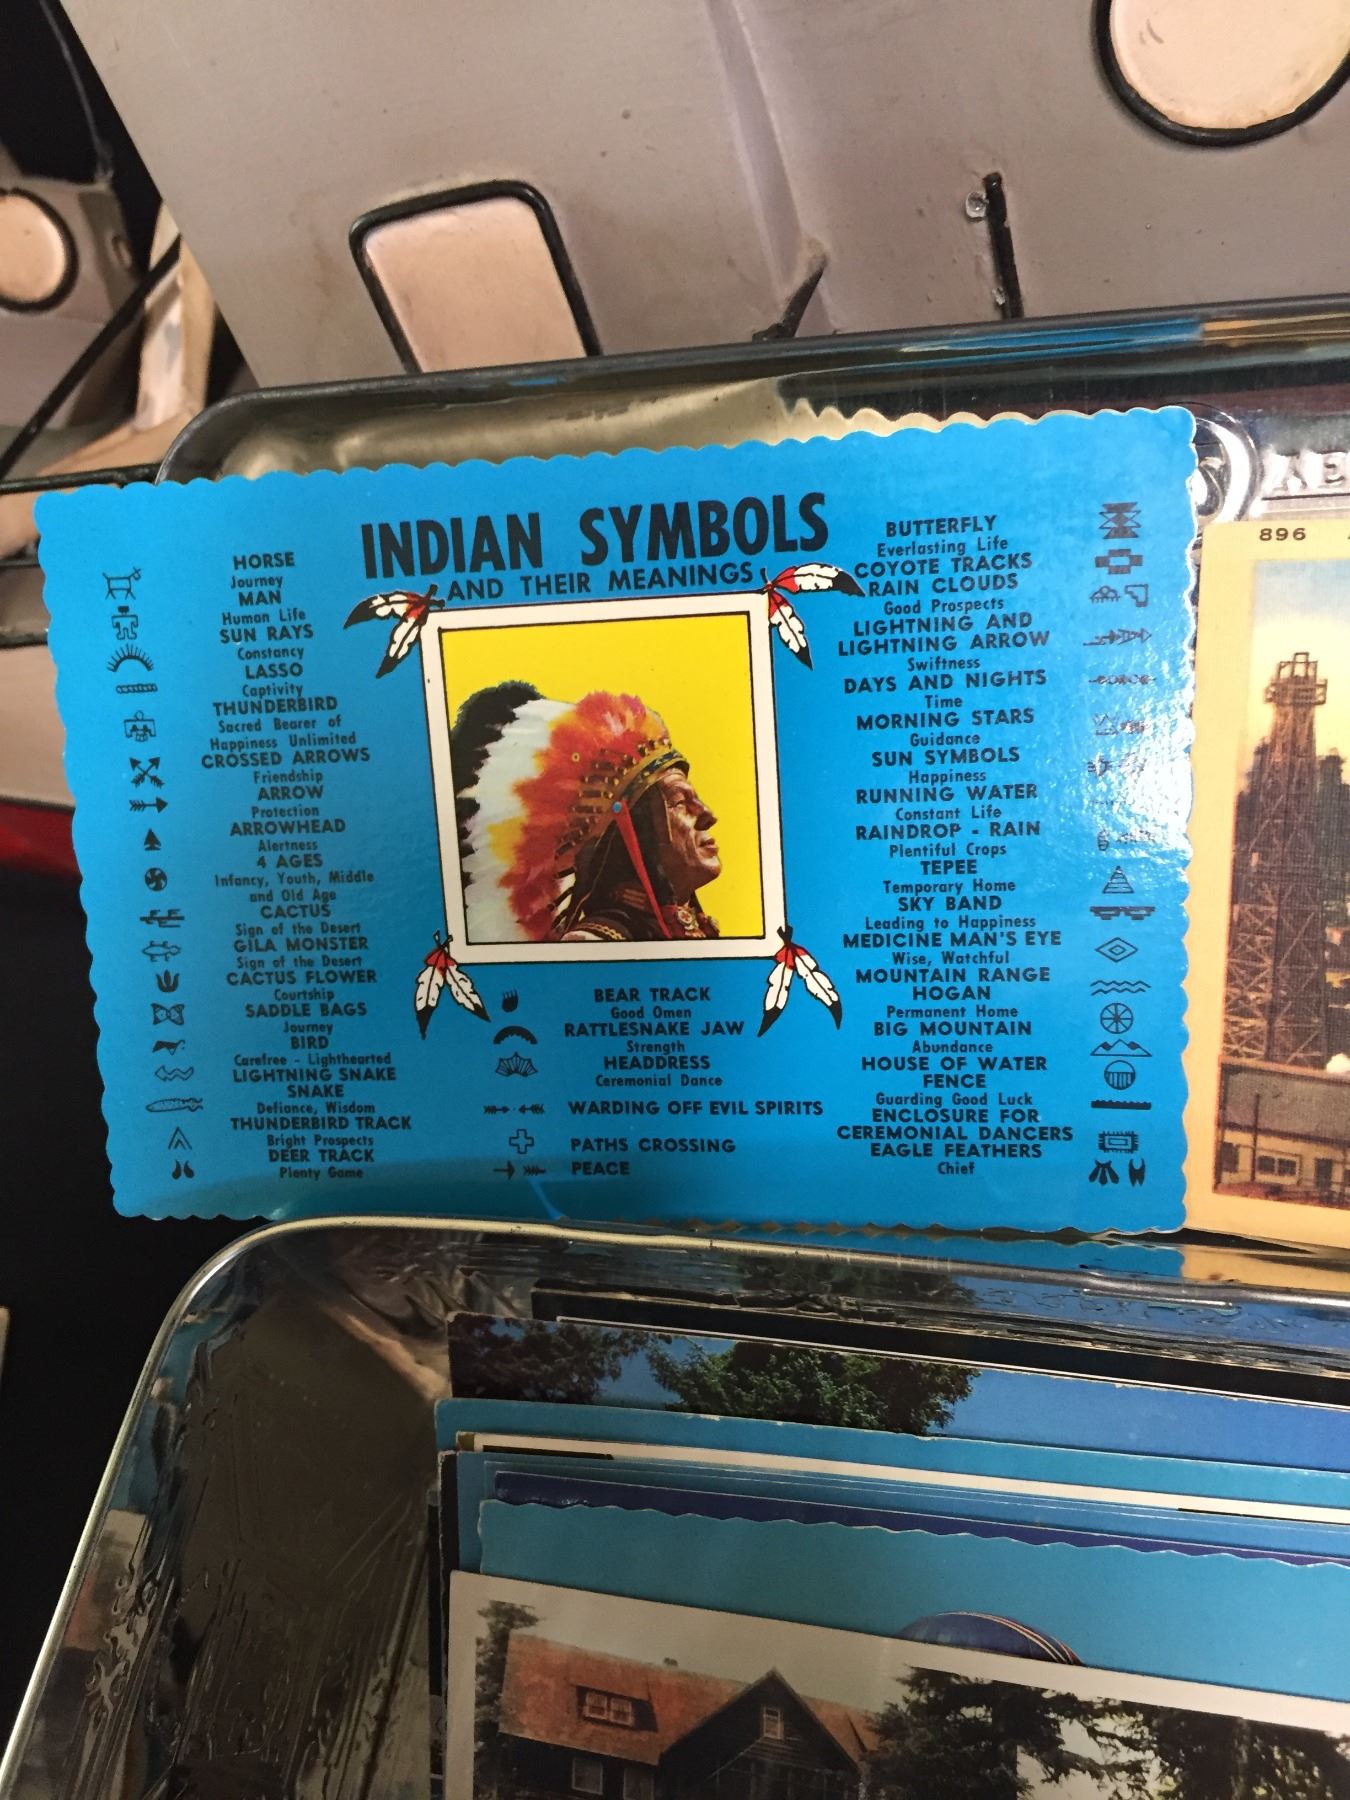 INDIAN SYMBOLS
AND THEIR MEANINGS
HORSE
Journey
MAN
Human Life
SUN RAYS
Constancy
LASSO
Captivity
THUNDERBIRD
Sacred Bearer of
Happiness Unlimited
CROSSED ARROWS
Friendship
ARROW
Protection
ARROWHEAD
Alertness
4 AGES
Infancy, Youth, Middle
and Old Age
CACTUS
Sign of the Desert
GILA MONSTER
Sign of the Desert
CACTUS FLOWER
Courtship
SADDLE BAGS
Journey
BIRD
Carefree - Lighthearted
LIGHTNING SNAKE
SNAKE
Defiance, Wisdom
THUNDERBIRD TRACK
Bright Prospects
DEER TRACK
Plenty Game
BEAR TRACK
Good Omen
RATTLESNAKE JAW
Strength
HEADDRESS
Ceremonial Dance
WARDING OFF EVIL SPIRITS
PATHS CROSSING
PEACE
BUTTERFLY
Everlasting Life
COYOTE TRACKS
RAIN CLOUDS
Good Prospects
LIGHTNING AND
LIGHTNING ARROW
Swiftness
DAYS AND NIGHTS
Time
MORNING STARS
Guidance
SUN SYMBOLS
Happiness
RUNNING WATER
Constant Life
RAINDROP - RAIN
Plentiful Crops
TEPEE
Temporary Home
SKY BAND
Leading to Happiness
MEDICINE MAN'S EYE
Wise, Watchful
MOUNTAIN RANGE
HOGAN
Permanent Home
BIG MOUNTAIN
Abundance
HOUSE OF WATER
FENCE
Guarding Good Luck
ENCLOSURE FOR
CEREMONIAL DANCERS
EAGLE FEATHERS
Chief
896